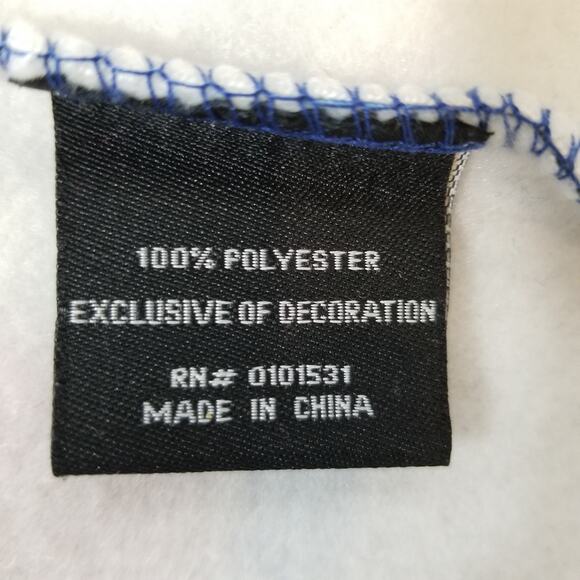 100% POLYESTER
EXCLUSIVE OF DECORATION
RN# 0101531
MADE IN CHINA